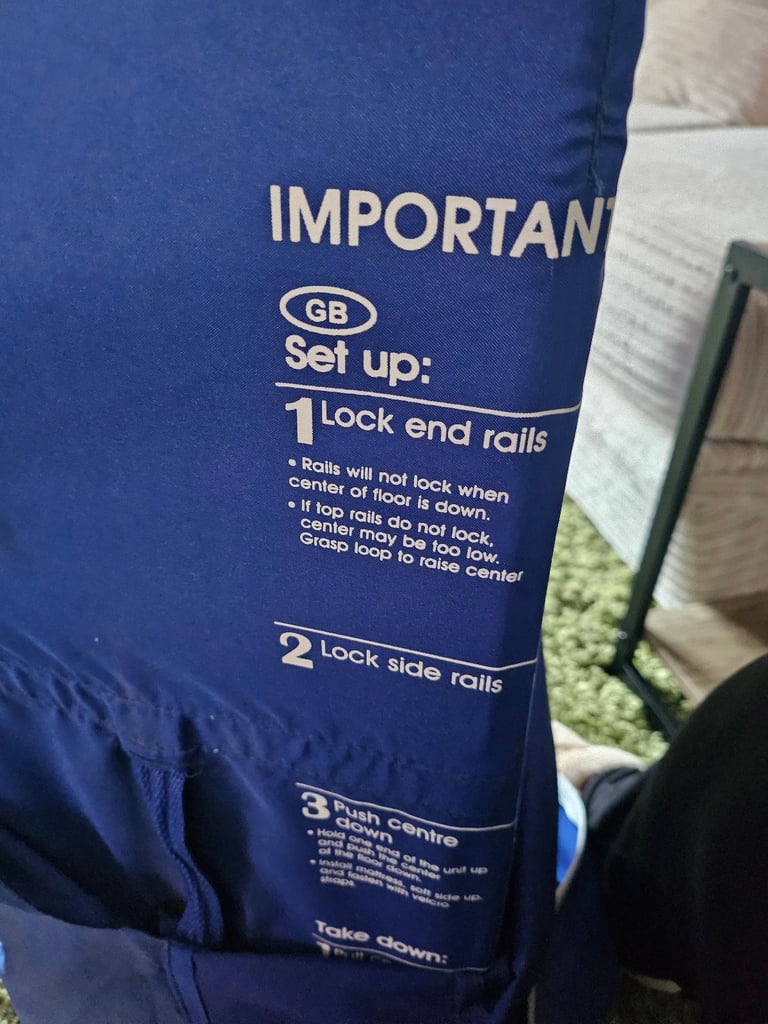 IMPORTANT
GB
Set up:
1 Lock end rails
• Rails will not lock when
center of floor is down.
• If top rails do not lock,
center may be too low.
Grasp loop to raise center
2 Lock side rails
3 Push centre
down
• Hold one end of the unit up
and push the center
of the floor down.
• Install mattress, soft side up,
and fasten with velcro
straps
Take down:
1 Pull